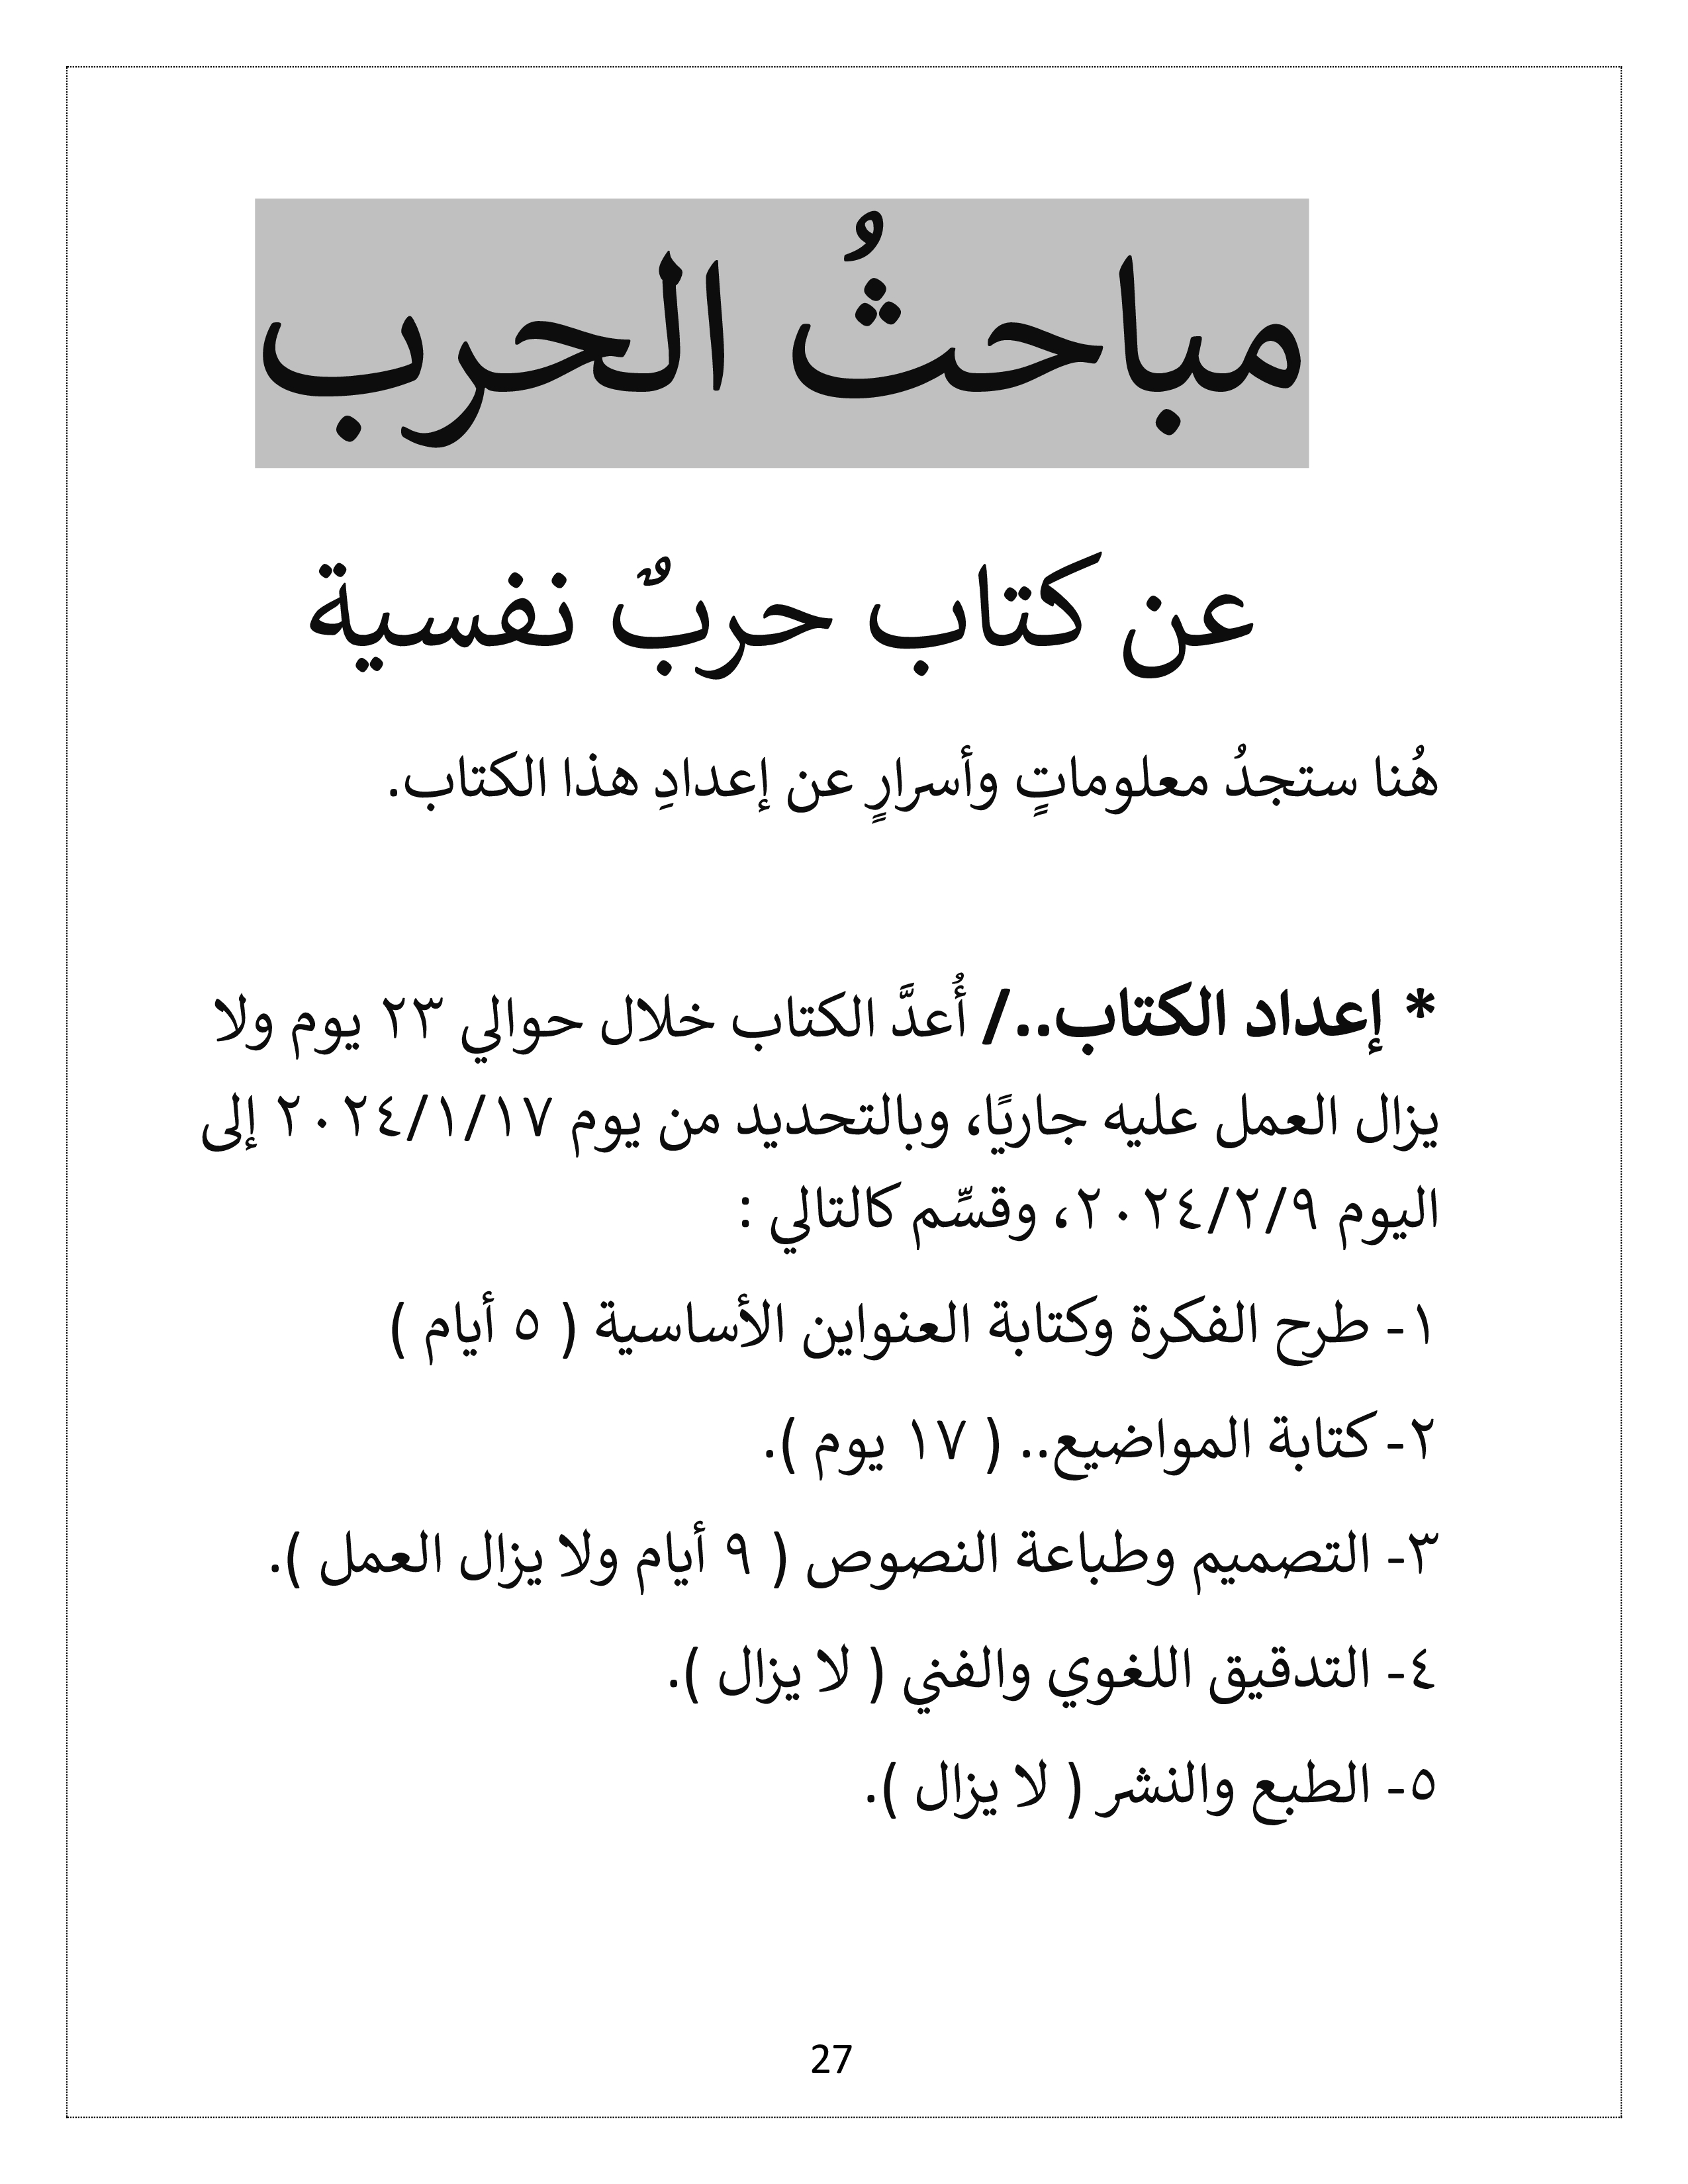 مباحثُ الحرب
عن كتاب حربٌ نفسية
هُنا ستجدُ معلوماتٍ وأسرارٍ عن إعدادِ هذا الكتاب.
* إعداد الكتاب../ أُعدَّ الكتاب خلال حوالي ٢٣ يوم ولا
يزال العمل عليه جاريًا، وبالتحديد من يوم ٢٠٢٤/١/١٧ إلى
اليوم ٢٠٢٤/٢/٩، وقسِّم كالتالي :
١- طرح الفكرة وكتابة العنواين الأساسية ( ٥ أيام )
٢- كتابة المواضيع.. ( ١٧ يوم ).
٣- التصميم وطباعة النصوص ( ٩ أيام ولا يزال العمل ).
٤- التدقيق اللغوي والفني ( لا يزال ).
٥- الطبع والنشر ( لا يزال ).
27